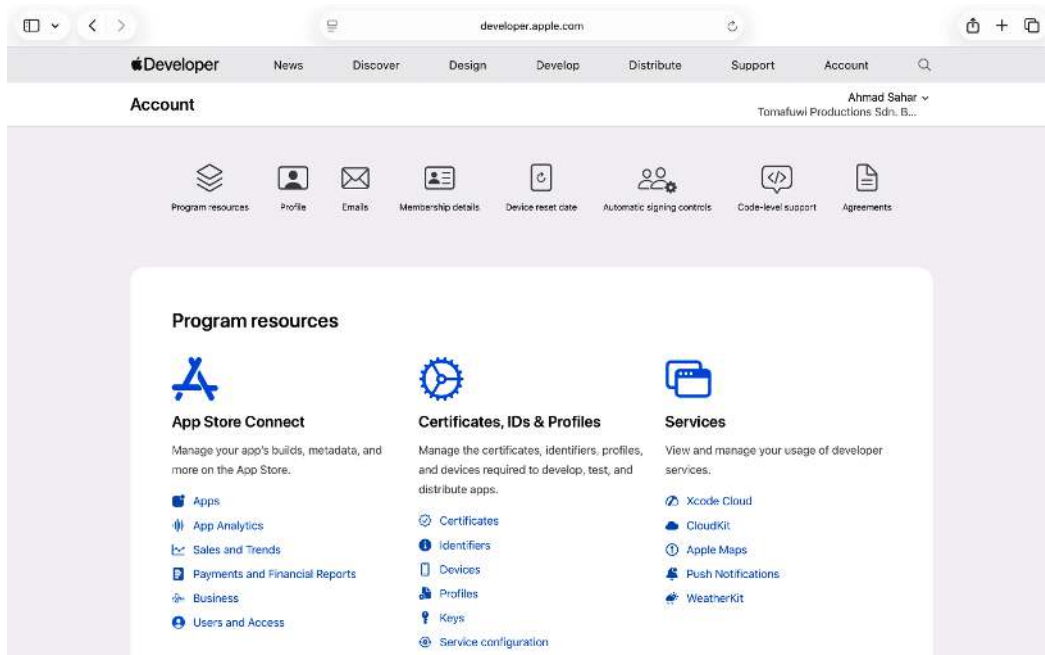 developer.apple.com
Developer News Discover Design Develop Distribute Support Account
Account
Ahmad Sahar
Tomafuwi Productions Sdn. B...
Program resources Profile Emails Membership details Device reset date Automatic signing controls Code-level support Agreements
Program resources
App Store Connect
Manage your app's builds, metadata, and
more on the App Store.
Apps
App Analytics
Sales and Trends
Payments and Financial Reports
Business
Users and Access
Certificates, IDs & Profiles
Manage the certificates, identifiers, profiles,
and devices required to develop, test, and
distribute apps.
Certificates
Identifiers
Devices
Profiles
Keys
Service configuration
Services
View and manage your usage of developer
services.
Xcode Cloud
CloudKit
Apple Maps
Push Notifications
WeatherKit